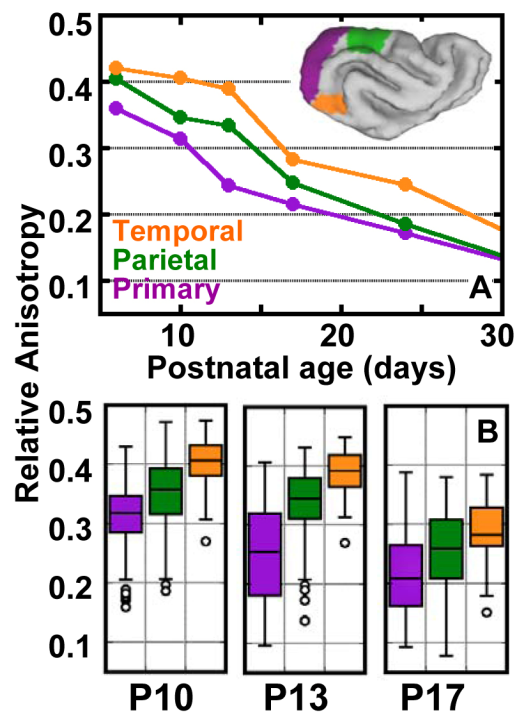 0.5
0.4
0.3
0.2
0.1
Temporal
Parietal
Primary
A
10
20
30
Postnatal age (days)
Relative Anisotropy
0.5
0.4
0.3
0.2
0.1
B
P10
P13
P17